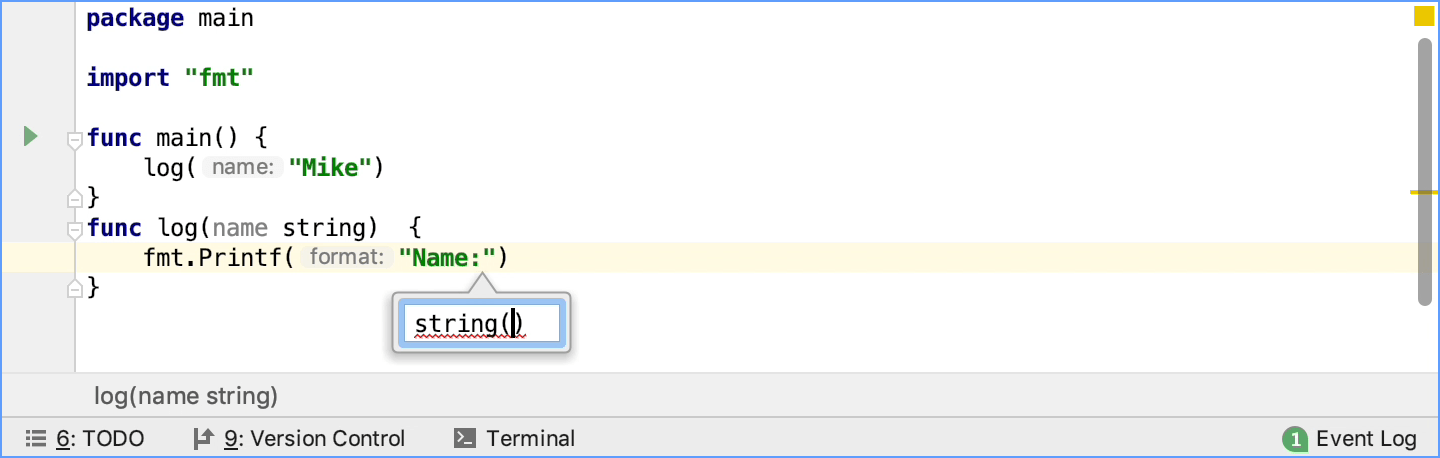 package main
import "fmt"
func main() {
log( name: "Mike")
}
func log(name string)  {
fmt.Printf( format: "Name:")
}
string()
log(name string)
6: TODO 9: Version Control Terminal 1 Event Log